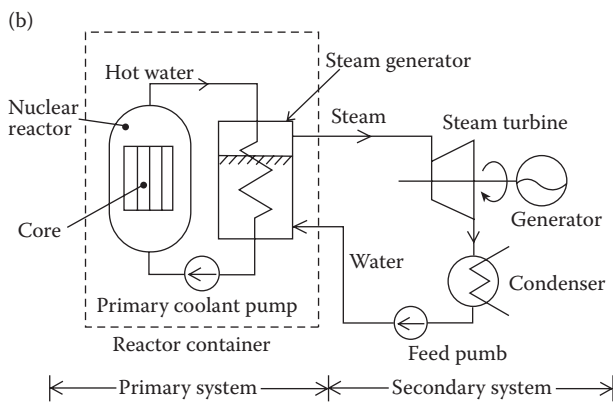 (b)
Hot water
Steam generator
Nuclear
reactor
Steam
Steam turbine
Core
Generator
Water
Primary coolant pump
Condenser
Reactor container
Feed pumb
Primary system
Secondary system